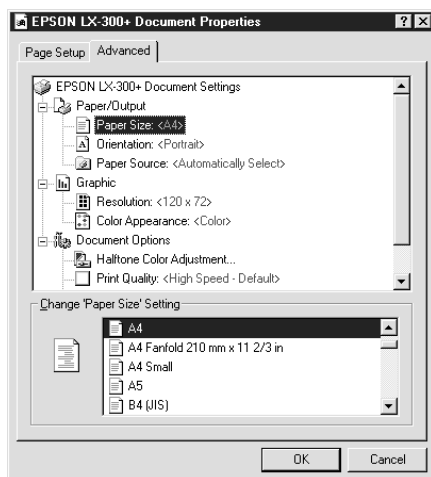 EPSON LX-300+ Document Properties
Page Setup
Advanced
EPSON LX-300+ Document Settings
Paper/Output
Paper Size: <A4>
Orientation: <Portrait>
Paper Source: <Automatically Select>
Graphic
Resolution: <120 x 72>
Color Appearance: <Color>
Document Options
Halftone Color Adjustment...
Print Quality: <High Speed - Default>
Change 'Paper Size' Setting
A4
A4 Fanfold 210 mm x 11 2/3 in
A4 Small
A5
B4 (JIS)
OK
Cancel